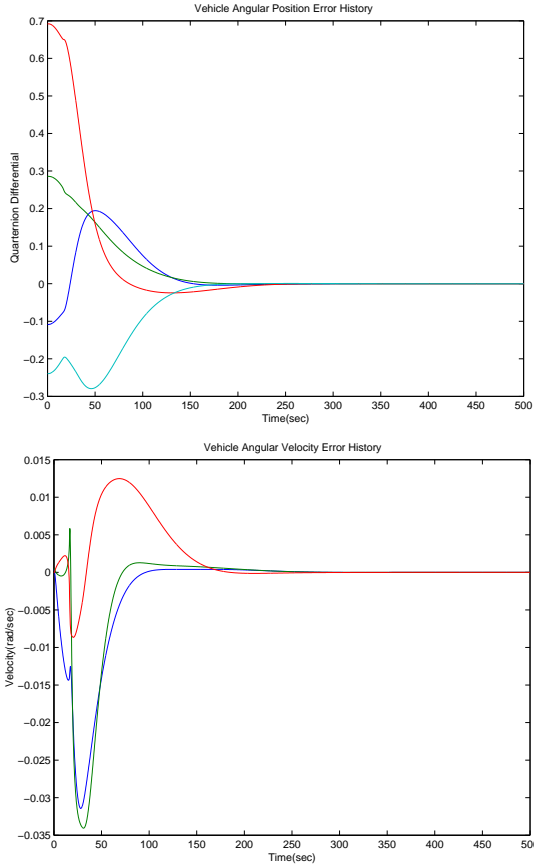 Vehicle Angular Position Error History
0.7
0.6
0.5
0.4
0.3
0.2
0.1
0
−0.1
−0.2
−0.3
Quarternion Differential
0 50 100 150 200 250 300 350 400 450 500
Time(sec)
Vehicle Angular Velocity Error History
0.015
0.01
0.005
0
−0.005
−0.01
−0.015
−0.02
−0.025
−0.03
−0.035
Velocity(rad/sec)
0 50 100 150 200 250 300 350 400 450 50
Time(sec)